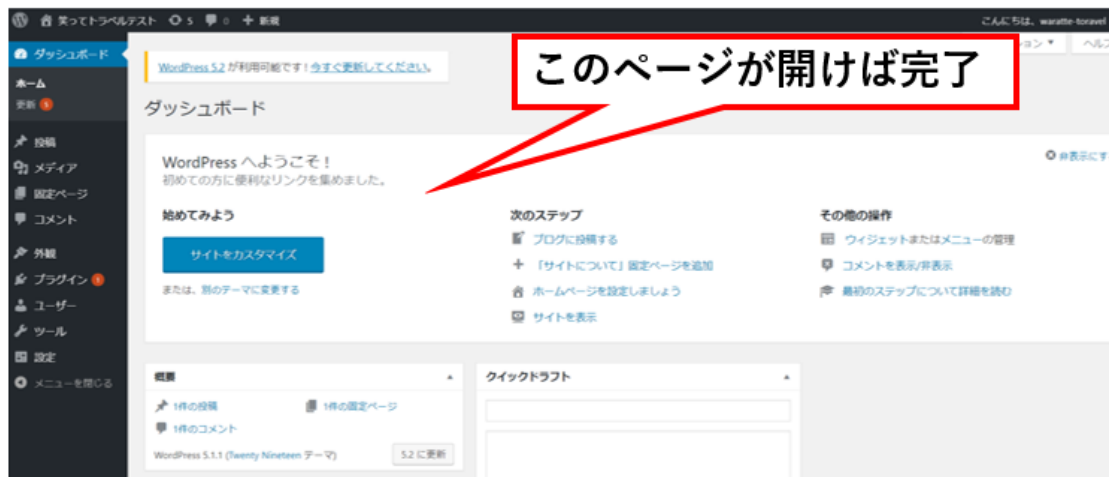 笑ってトラベルテスト 5 0 新規 こんにちは、waratte-toravel
ダッシュボード
ホーム
更新 5
投稿
メディア
固定ページ
コメント
外観
プラグイン 1
ユーザー
ツール
設定
メニューを閉じる
ヘルプ
WordPress 5.2 が利用可能です ! 今すぐ更新してください。
このページが開けば完了
ダッシュボード
WordPress へようこそ !
初めての方に便利なリンクを集めました。
非表示にす
始めてみよう
サイトをカスタマイズ
または、別のテーマに変更する
次のステップ
ブログに投稿する
「サイトについて」固定ページを追加
ホームページを設定しましょう
サイトを表示
その他の操作
ウィジェットまたはメニューの管理
コメントを表示/非表示
最初のステップについて詳細を読む
概要
1件の投稿 1件の固定ページ
1件のコメント
WordPress 5.1.1 (Twenty Nineteen テーマ) 5.2 に更新
クイックドラフト